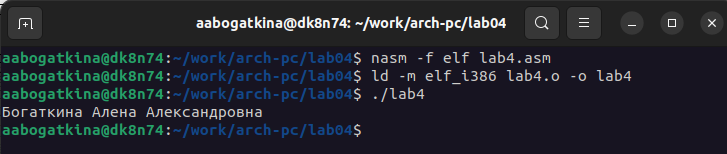 aabogatkina@dk8n74: ~/work/arch-pc/lab04
aabogatkina@dk8n74:~/work/arch-pc/lab04$ nasm -f elf lab4.asm
aabogatkina@dk8n74:~/work/arch-pc/lab04$ ld -m elf_i386 lab4.o -o lab4
aabogatkina@dk8n74:~/work/arch-pc/lab04$ ./lab4
Богаткина Алена Александровна
aabogatkina@dk8n74:~/work/arch-pc/lab04$